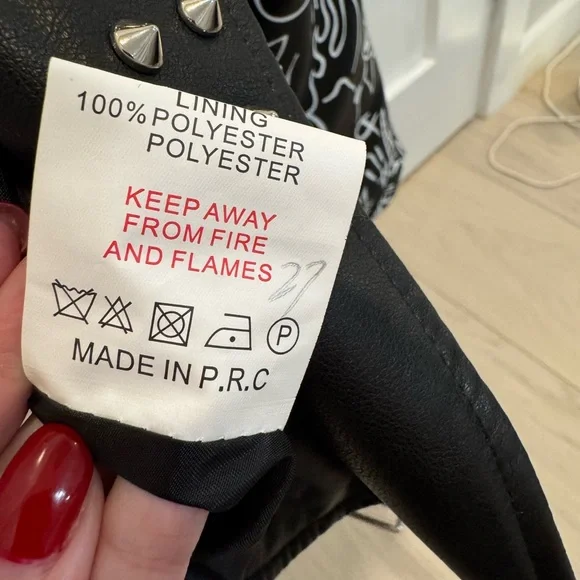 LINING
100% POLYESTER
POLYESTER
KEEP AWAY
FROM FIRE
AND FLAMES
27
P
MADE IN P.R.C